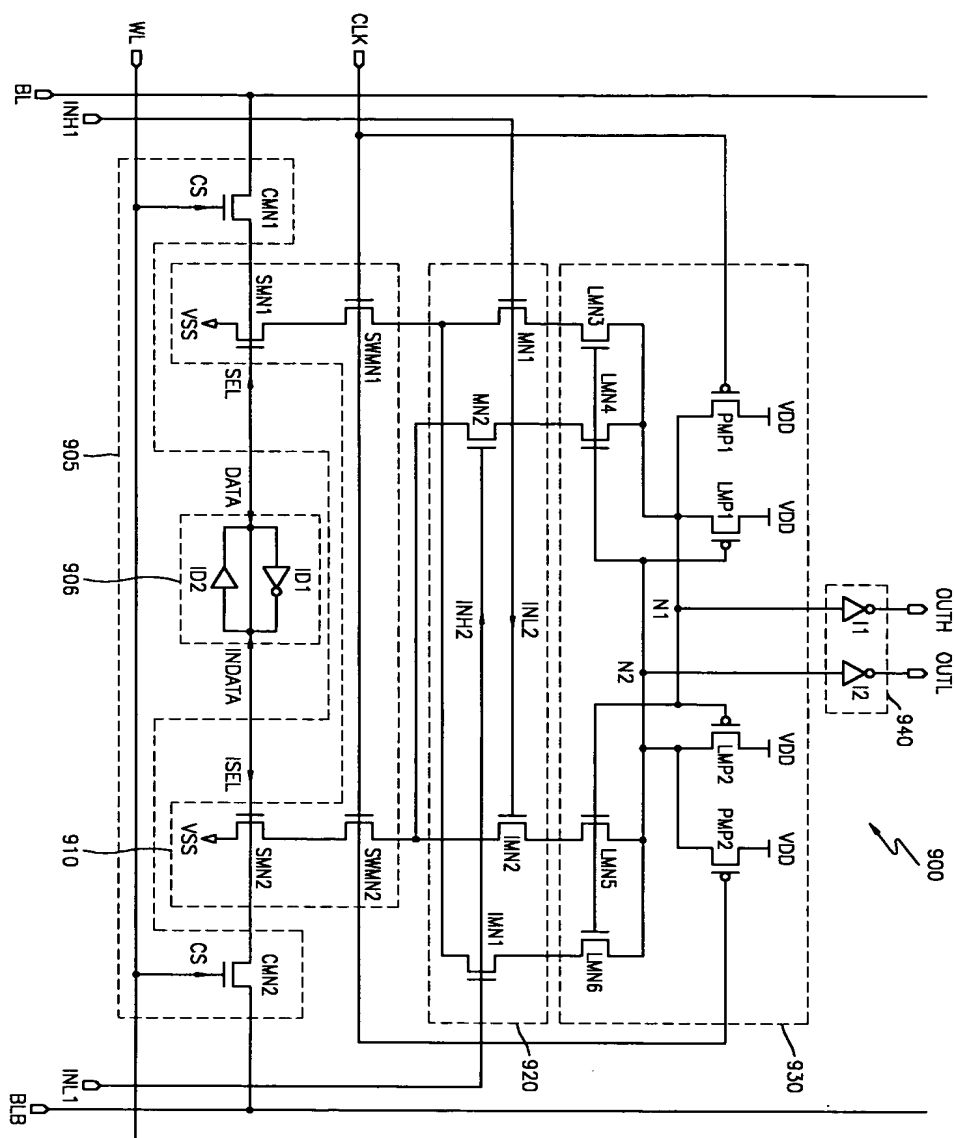 WL
CLK
BL
INH1
CS
CMN1
SMN1
VSS
SEL
SWMN1
MN1
MN2
LMN3
LMN4
PMP1
VDD
LMP1
VDD
905
DATA
906
ID2
ID1
INDATA
INH2
INL2
N1
N2
I1
I2
OUTH
OUTL
940
ISEL
VSS
SMN2
910
SWMN2
IMN2
IMN1
LMN5
LMN6
LMP2
VDD
PMP2
VDD
900
CS
CMN2
920
930
INL1
BLB